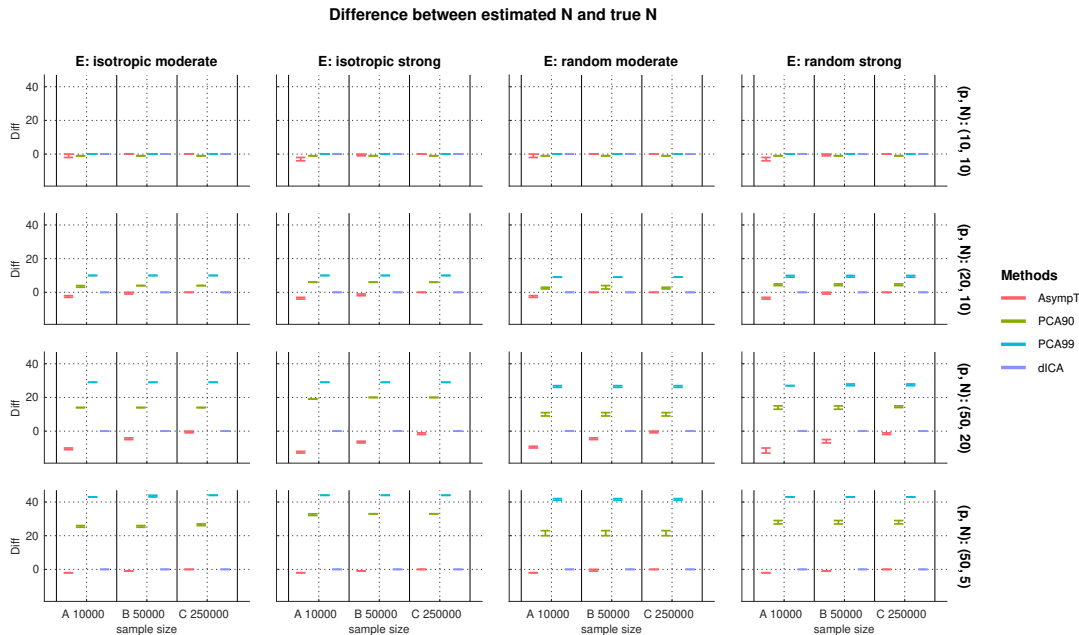 Difference between estimated N and true N
E: isotropic moderate
E: isotropic strong
E: random moderate
E: random strong
40
20
0
Diff
(p, N): (10, 10)
40
20
0
Diff
(p, N): (20, 10)
40
20
0
Diff
(p, N): (50, 20)
40
20
0
Diff
(p, N): (50, 5)
A 10000 B 50000 C 250000
A 10000 B 50000 C 250000
A 10000 B 50000 C 250000
A 10000 B 50000 C 250000
sample size
sample size
sample size
sample size
Methods
AsympT
PCA90
PCA99
dICA